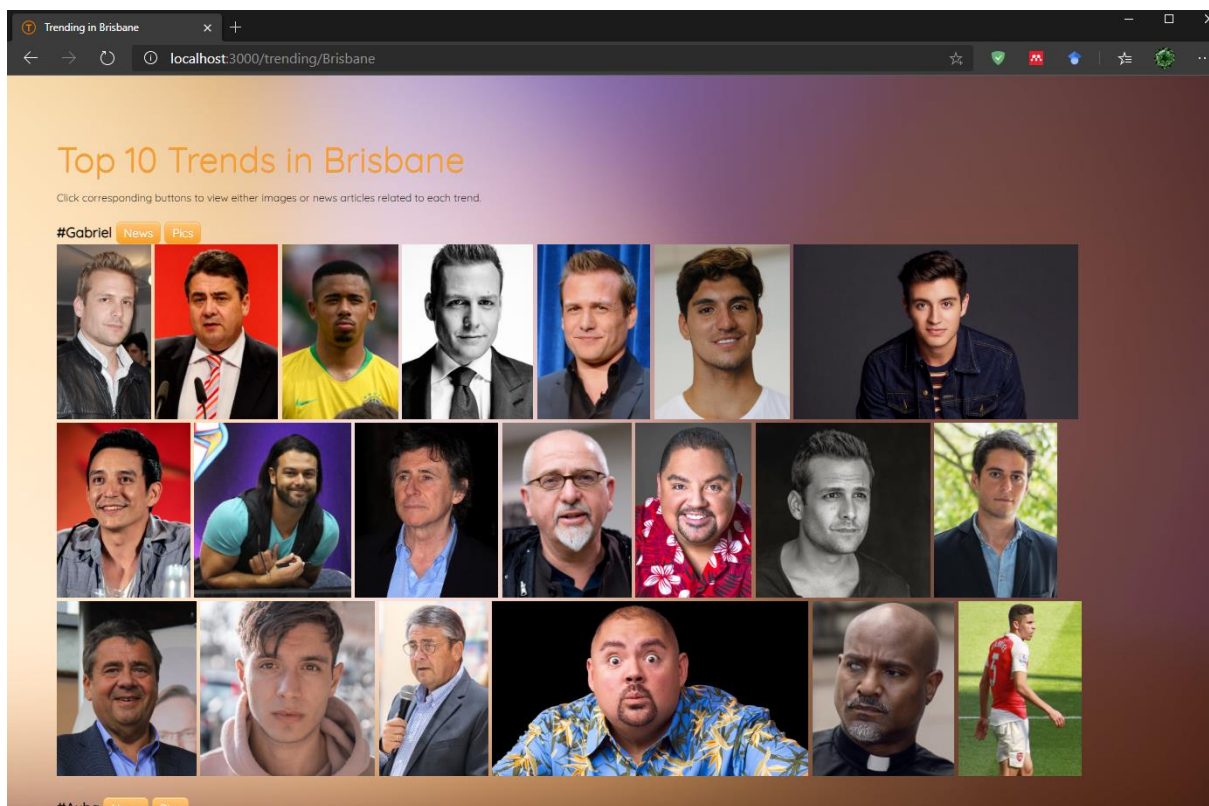 Trending in Brisbane
localhost:3000/trending/Brisbane
Top 10 Trends in Brisbane
Click corresponding buttons to view either images or news articles related to each trend.
#Gabriel News Pics
5